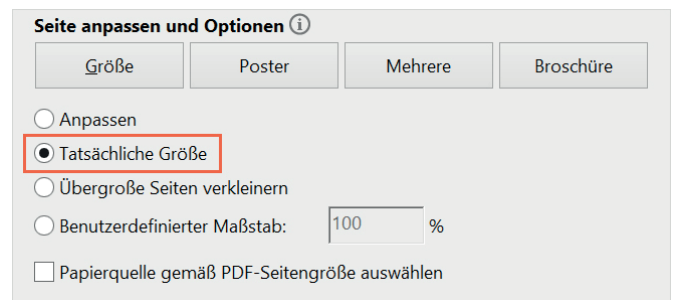 Seite anpassen und Optionen
Größe Poster Mehrere Broschüre
Anpassen
Tatsächliche Größe
Übergroße Seiten verkleinern
Benutzerdefinierter Maßstab: 100 %
Papierquelle gemäß PDF-Seitengröße auswählen